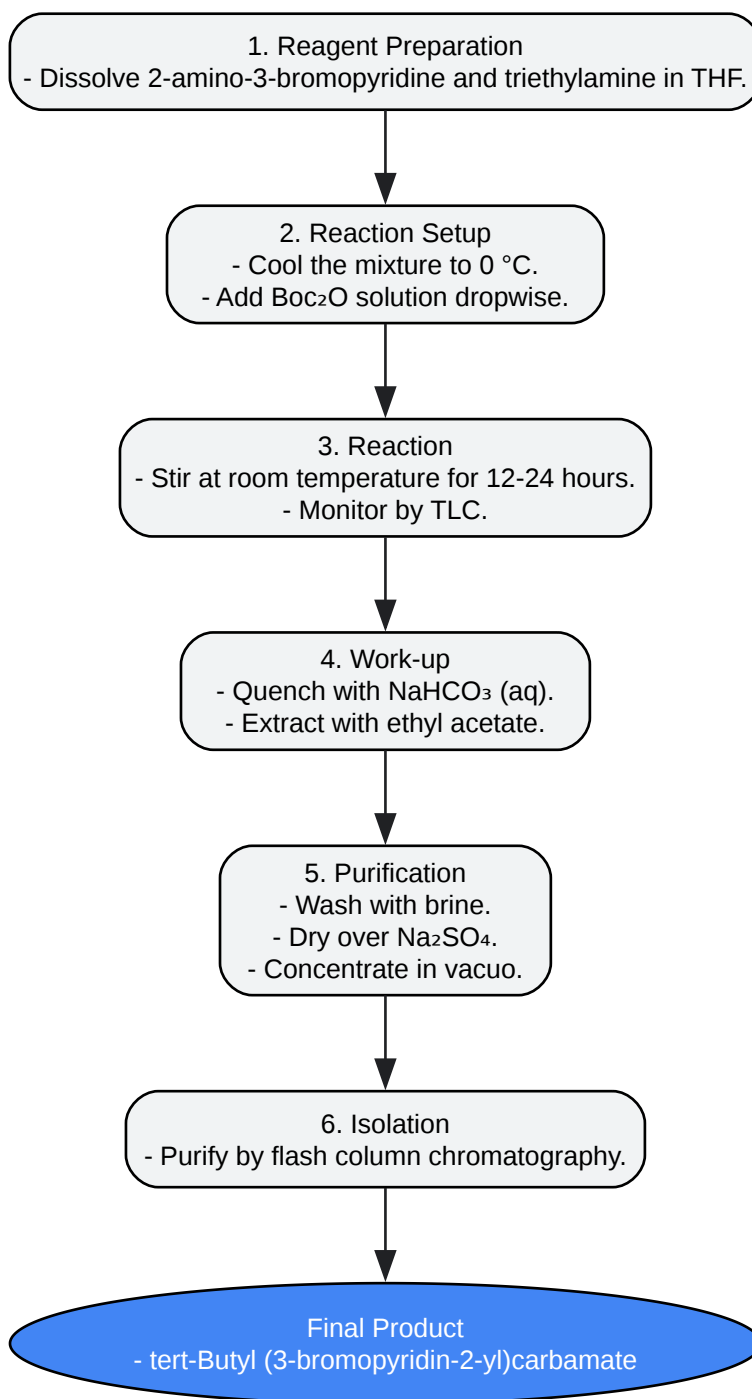 1. Reagent Preparation
- Dissolve 2-amino-3-bromopyridine and triethylamine in THF.
2. Reaction Setup
- Cool the mixture to 0 °C.
- Add Boc₂O solution dropwise.
3. Reaction
- Stir at room temperature for 12-24 hours.
- Monitor by TLC.
4. Work-up
- Quench with NaHCO₃ (aq).
- Extract with ethyl acetate.
5. Purification
- Wash with brine.
- Dry over Na₂SO₄.
- Concentrate in vacuo.
6. Isolation
- Purify by flash column chromatography.
Final Product
- tert-Butyl (3-bromopyridin-2-yl)carbamate